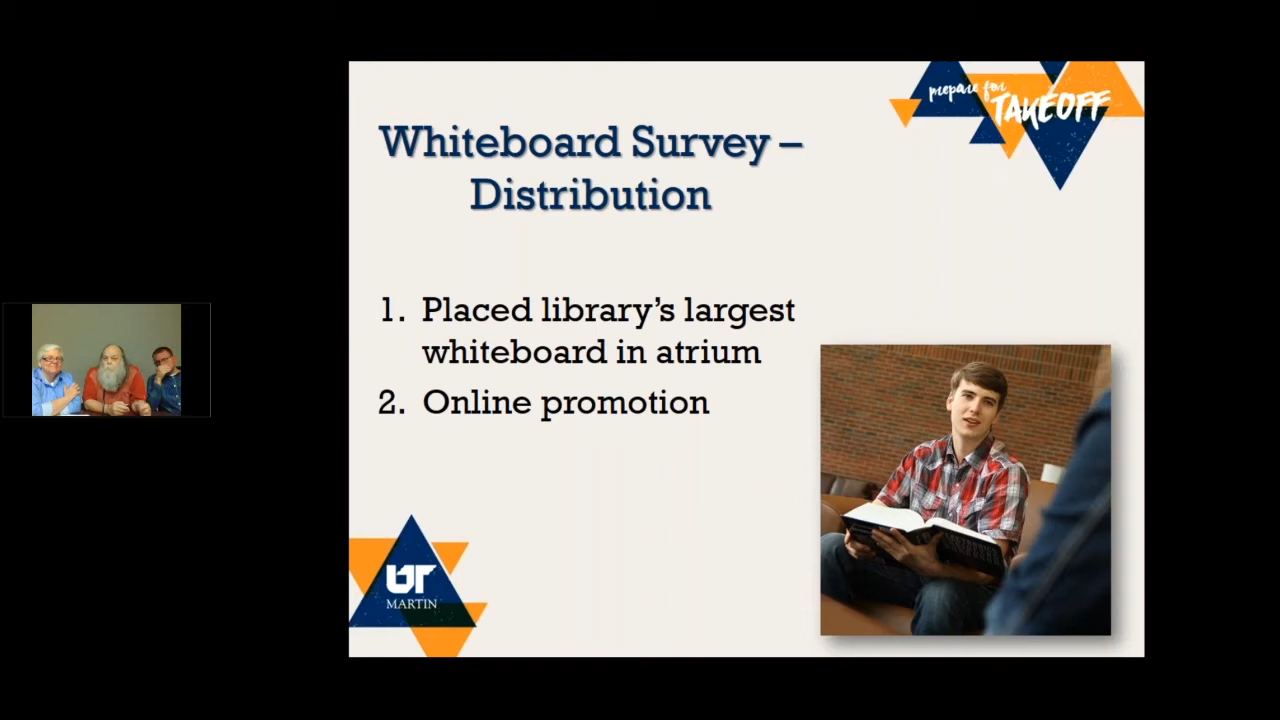 prepare for
TAKEOFF
Whiteboard Survey –
Distribution
1. Placed library’s largest
whiteboard in atrium
2. Online promotion
UT
MARTIN